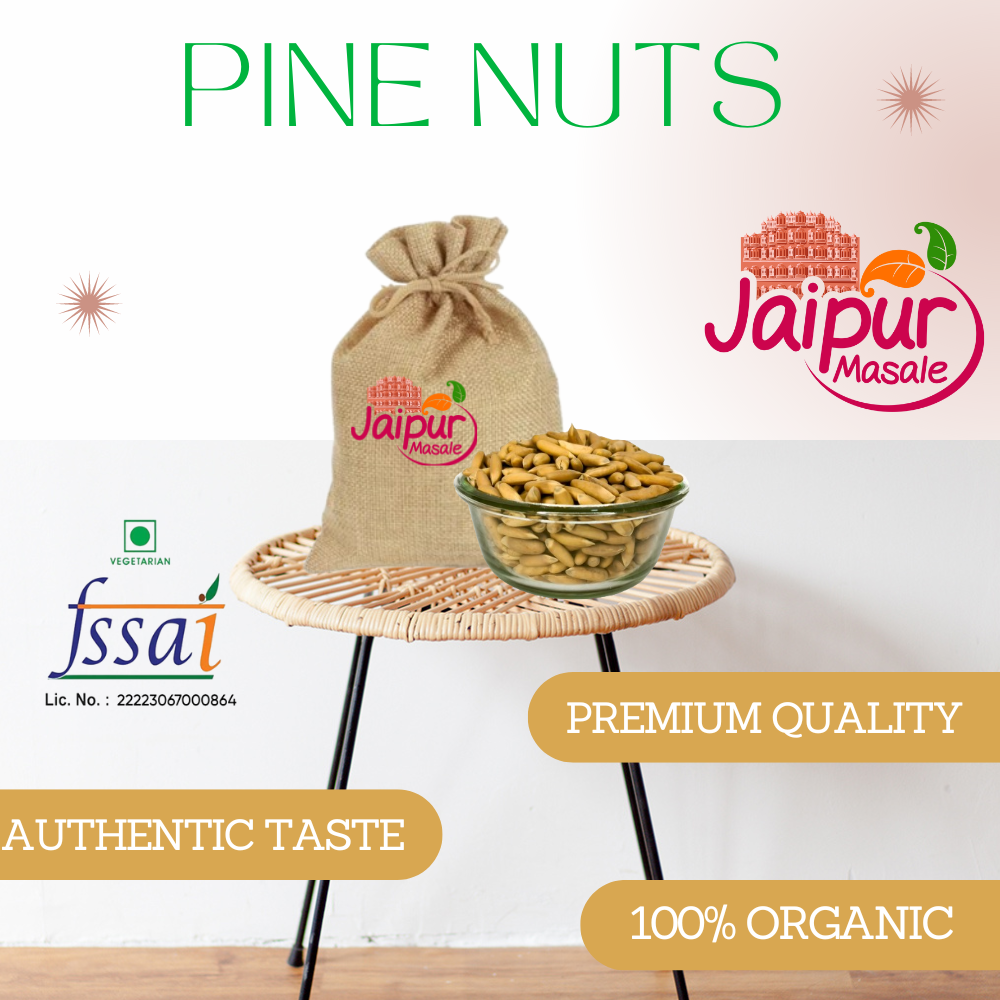 PINE NUTS
Jaipur
Masale
Jaipur
Masale
VEGETARIAN
fssai
Lic. No. : 22223067000864
PREMIUM QUALITY
AUTHENTIC TASTE
100% ORGANIC